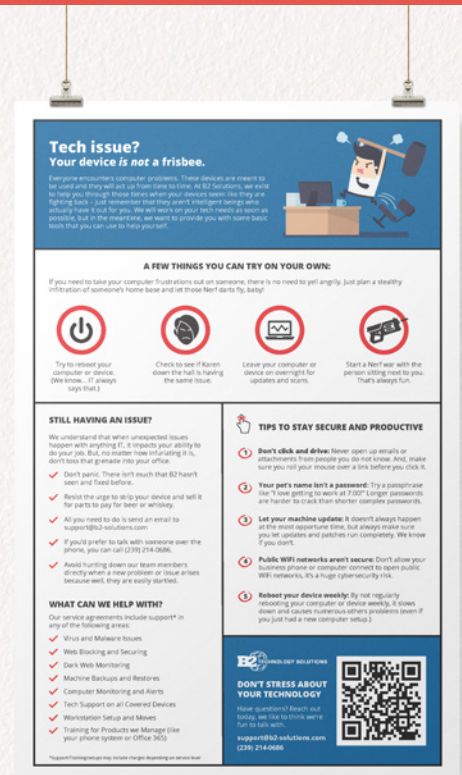 Tech issue?
Your device is not a frisbee.
Everyone encounters computer problems. These devices are meant to
be used and they will act up from time to time. At B2 Solutions, we exist
to help you through those times when your devices seem like they are
fighting back – just remember that they aren't intelligent beings who
actually have it out for you. We will work on your tech needs as soon as
possible, but in the meantime, we want to provide you with some basic
tools that you can use to help yourself.
A FEW THINGS YOU CAN TRY ON YOUR OWN:
If you need to take your computer frustrations out on someone, there is no need to yell angrily. Just plan a stealthy
infiltration of someone's home base and let those Nerf darts fly, baby!
Try to reboot your
computer or device.
(We know... IT always
says that.)
Check to see if Karen
down the hall is having
the same issue.
Leave your computer or
device on overnight for
updates and scans.
Start a Nerf war with the
person sitting next to you.
That's always fun.
STILL HAVING AN ISSUE?
We understand that when unexpected issues
happen with anything IT, it impacts your ability to
do your job. But, no matter how infuriating it is,
don't toss that grenade into your office.
Don't panic. There isn't much that B2 hasn't
seen and fixed before.
Resist the urge to strip your device and sell it
for parts to pay for beer or whiskey.
All you need to do is send an email to
support@b2-solutions.com
If you'd prefer to talk with someone over the
phone, you can call (239) 214-0686.
Avoid hunting down our team members
directly when a new problem or issue arises
because well, they are easily startled.
WHAT CAN WE HELP WITH?
Our service agreements include support* in
any of the following areas:
Virus and Malware Issues
Web Blocking and Securing
Dark Web Monitoring
Machine Backups and Restores
Computer Monitoring and Alerts
Tech Support on all Covered Devices
Workstation Setup and Moves
Training for Products we Manage (like
your phone system or Office 365)
*Support/Training/setups may include charges depending on service level
TIPS TO STAY SECURE AND PRODUCTIVE
1 Don't click and drive: Never open up emails or
attachments from people you do not know. And, make
sure you roll your mouse over a link before you click it.
2 Your pet's name isn't a password: Try a passphrase
like "I love getting to work at 7:00!" Longer passwords
are harder to crack than shorter complex passwords.
3 Let your machine update: It doesn't always happen
at the most opportune time, but always make sure
you let updates and patches run completely. We know
if you don't.
4 Public WiFi networks aren't secure: Don't allow your
business phone or computer connect to open public
WiFi networks, it's a huge cybersecurity risk.
5 Reboot your device weekly: By not regularly
rebooting your computer or device weekly, it slows
down and causes numerous others problems (even if
you just had a new computer setup.)
B2 TECHNOLOGY SOLUTIONS
DON'T STRESS ABOUT
YOUR TECHNOLOGY
Have questions? Reach out
today, we like to think we're
fun to talk with.
support@b2-solutions.com
(239) 214-0686